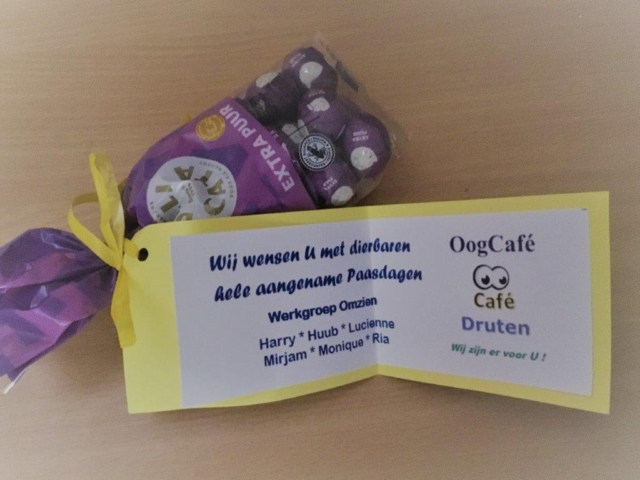 EXTRA PUUR
Wij wensen U met dierbaren
hele aangename Paasdagen
Werkgroep Omzien
Harry * Huub * Lucienne
Mirjam * Monique * Ria
OogCafé
Café
Druten
Wij zijn er voor U !